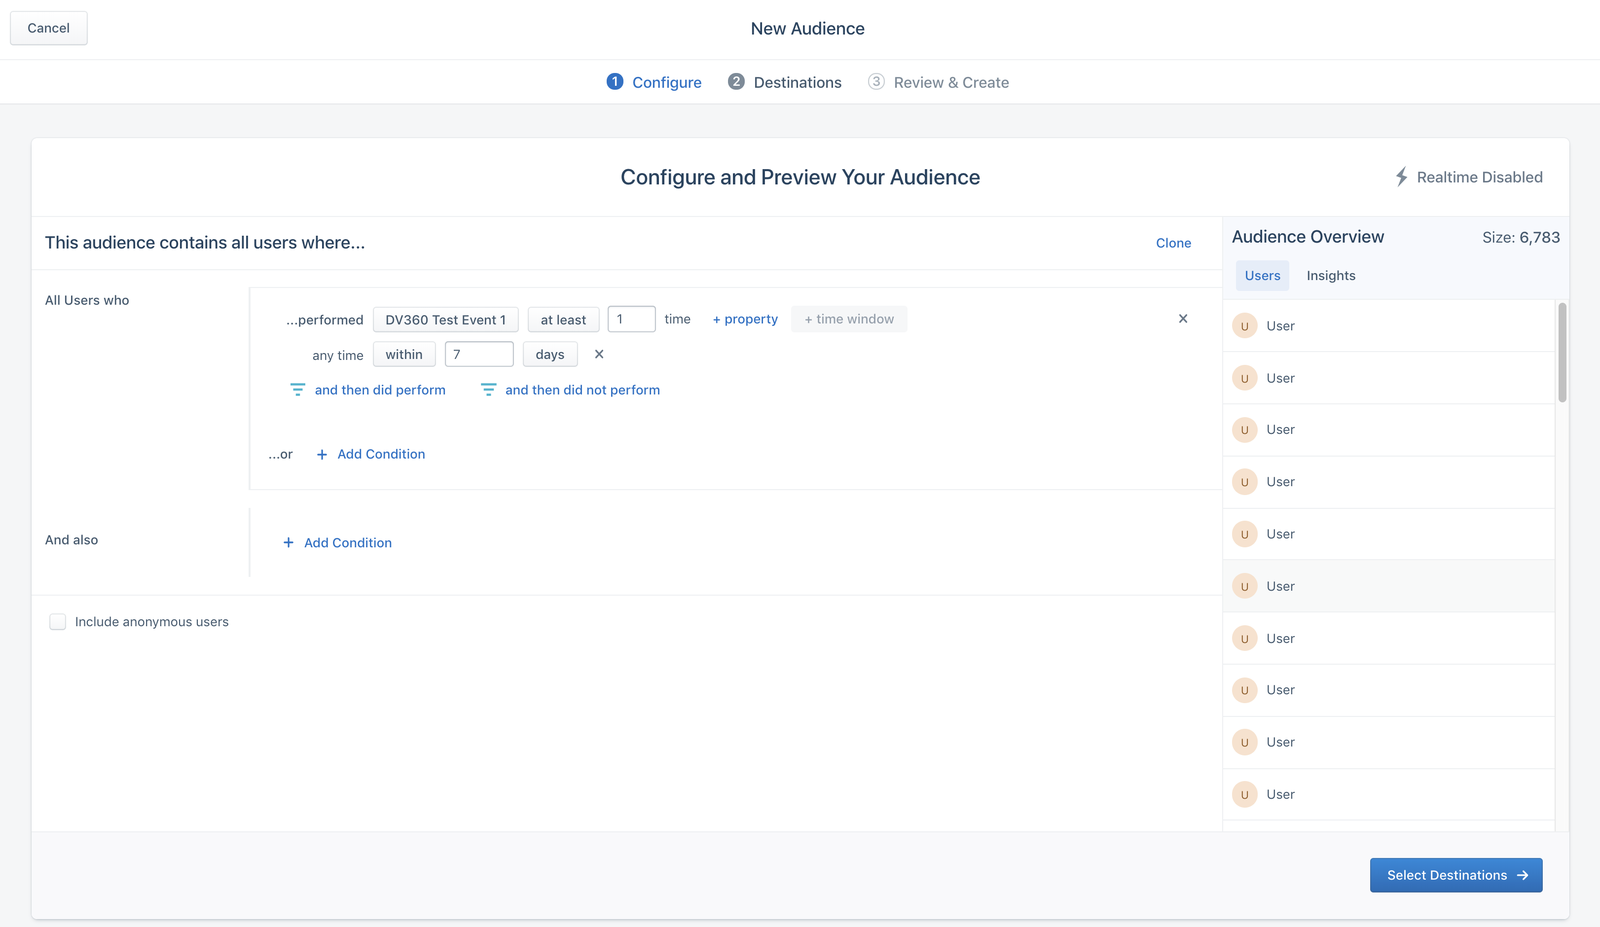 Cancel
New Audience
1 Configure 2 Destinations 3 Review & Create
Configure and Preview Your Audience
Realtime Disabled
This audience contains all users where...
Clone
All Users who
...performed DV360 Test Event 1 at least 1 time + property + time window
any time within 7 days
and then did perform and then did not perform
...or + Add Condition
And also
+ Add Condition
Include anonymous users
Audience Overview Size: 6,783
Users Insights
U User
U User
U User
U User
U User
U User
U User
U User
U User
U User
Select Destinations →